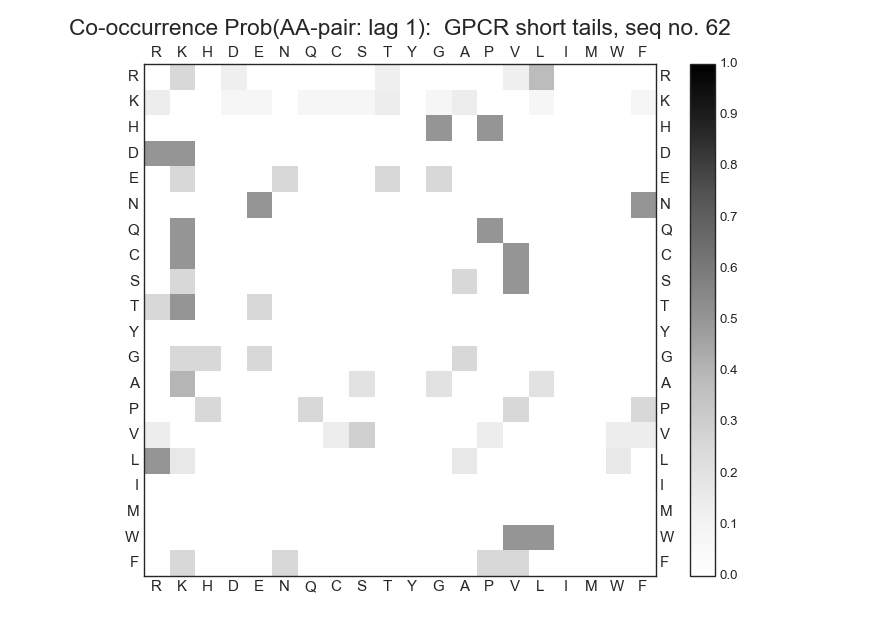 Co-occurrence Prob(AA-pair: lag 1):  GPCR short tails, seq no. 62
R K H D E N Q C S T Y G A P V L I M W F
1.0
R R
0.9
K K
H H
0.8
D D
E E
0.7
N N
Q Q
0.6
C C
S S
0.5
T T
Y Y
0.4
G G
A A
0.3
P P
V V
0.2
L L
I I
0.1
M M
W W
F F
0.0
R K H D E N Q C S T Y G A P V L I M W F